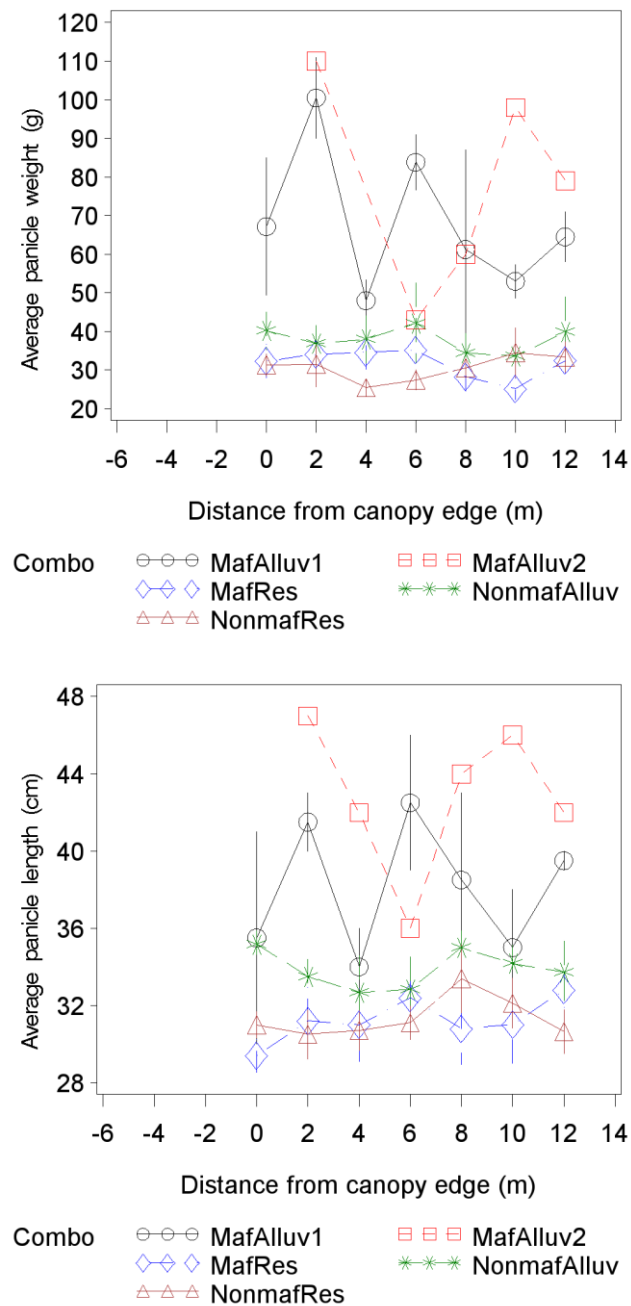 120
110
100
90
80
70
60
50
40
30
20
Average panicle weight (g)
-6 -4 -2 0 2 4 6 8 10 12 14
Distance from canopy edge (m)
Combo MafAlluv1 MafAlluv2
MafRes NonmafAlluv
NonmafRes
48
44
40
36
32
28
Average panicle length (cm)
-6 -4 -2 0 2 4 6 8 10 12 14
Distance from canopy edge (m)
Combo MafAlluv1 MafAlluv2
MafRes NonmafAlluv
NonmafRes